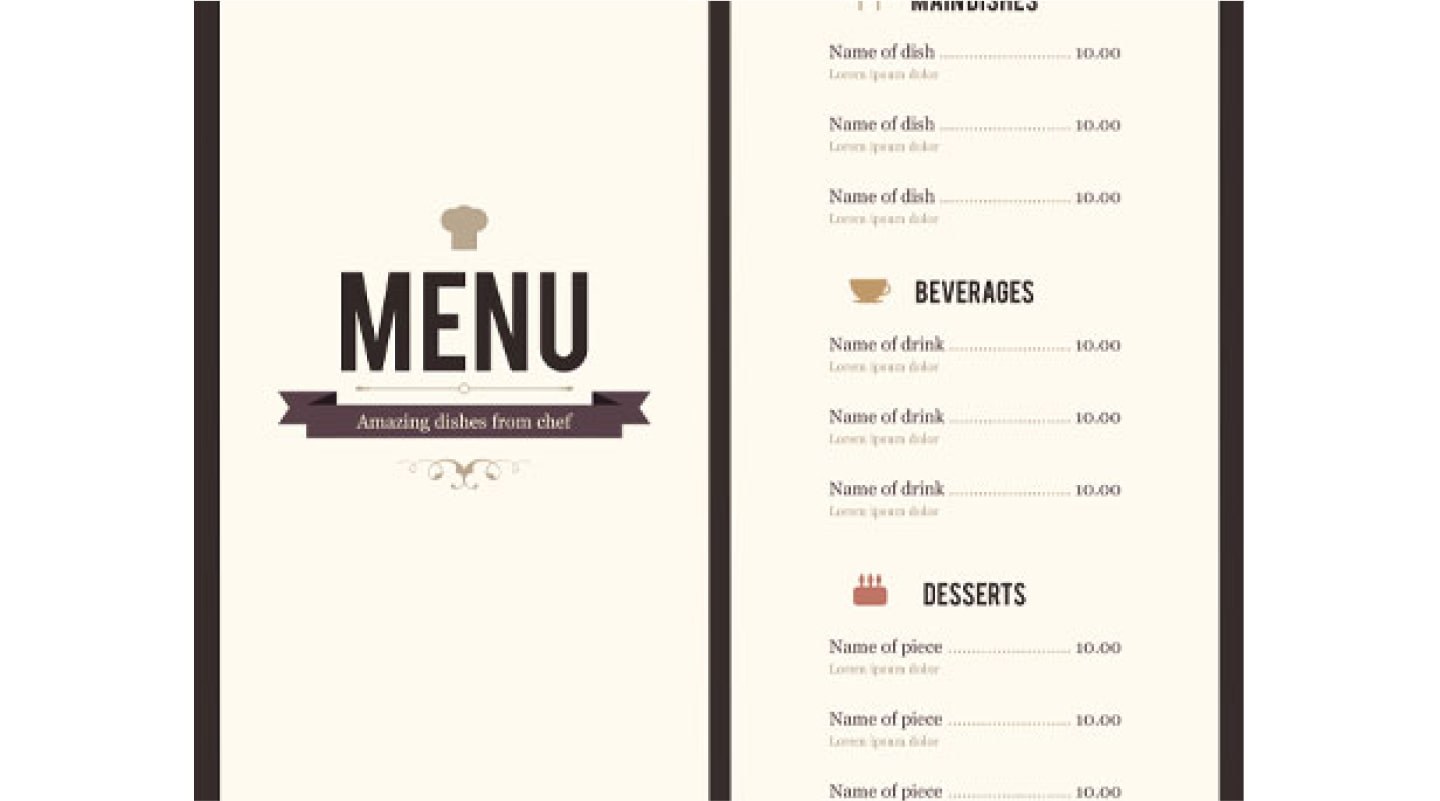 MENU
Amazing dishes from chef
MAINDISHES
Name of dish ........................ 10.00
Lorem ipsum dolor
Name of dish ........................ 10.00
Lorem ipsum dolor
Name of dish ........................ 10.00
Lorem ipsum dolor
BEVERAGES
Name of drink ........................ 10.00
Lorem ipsum dolor
Name of drink ........................ 10.00
Lorem ipsum dolor
Name of drink ........................ 10.00
Lorem ipsum dolor
DESSERTS
Name of piece ........................ 10.00
Lorem ipsum dolor
Name of piece ........................ 10.00
Lorem ipsum dolor
Name of piece ........................ 10.00